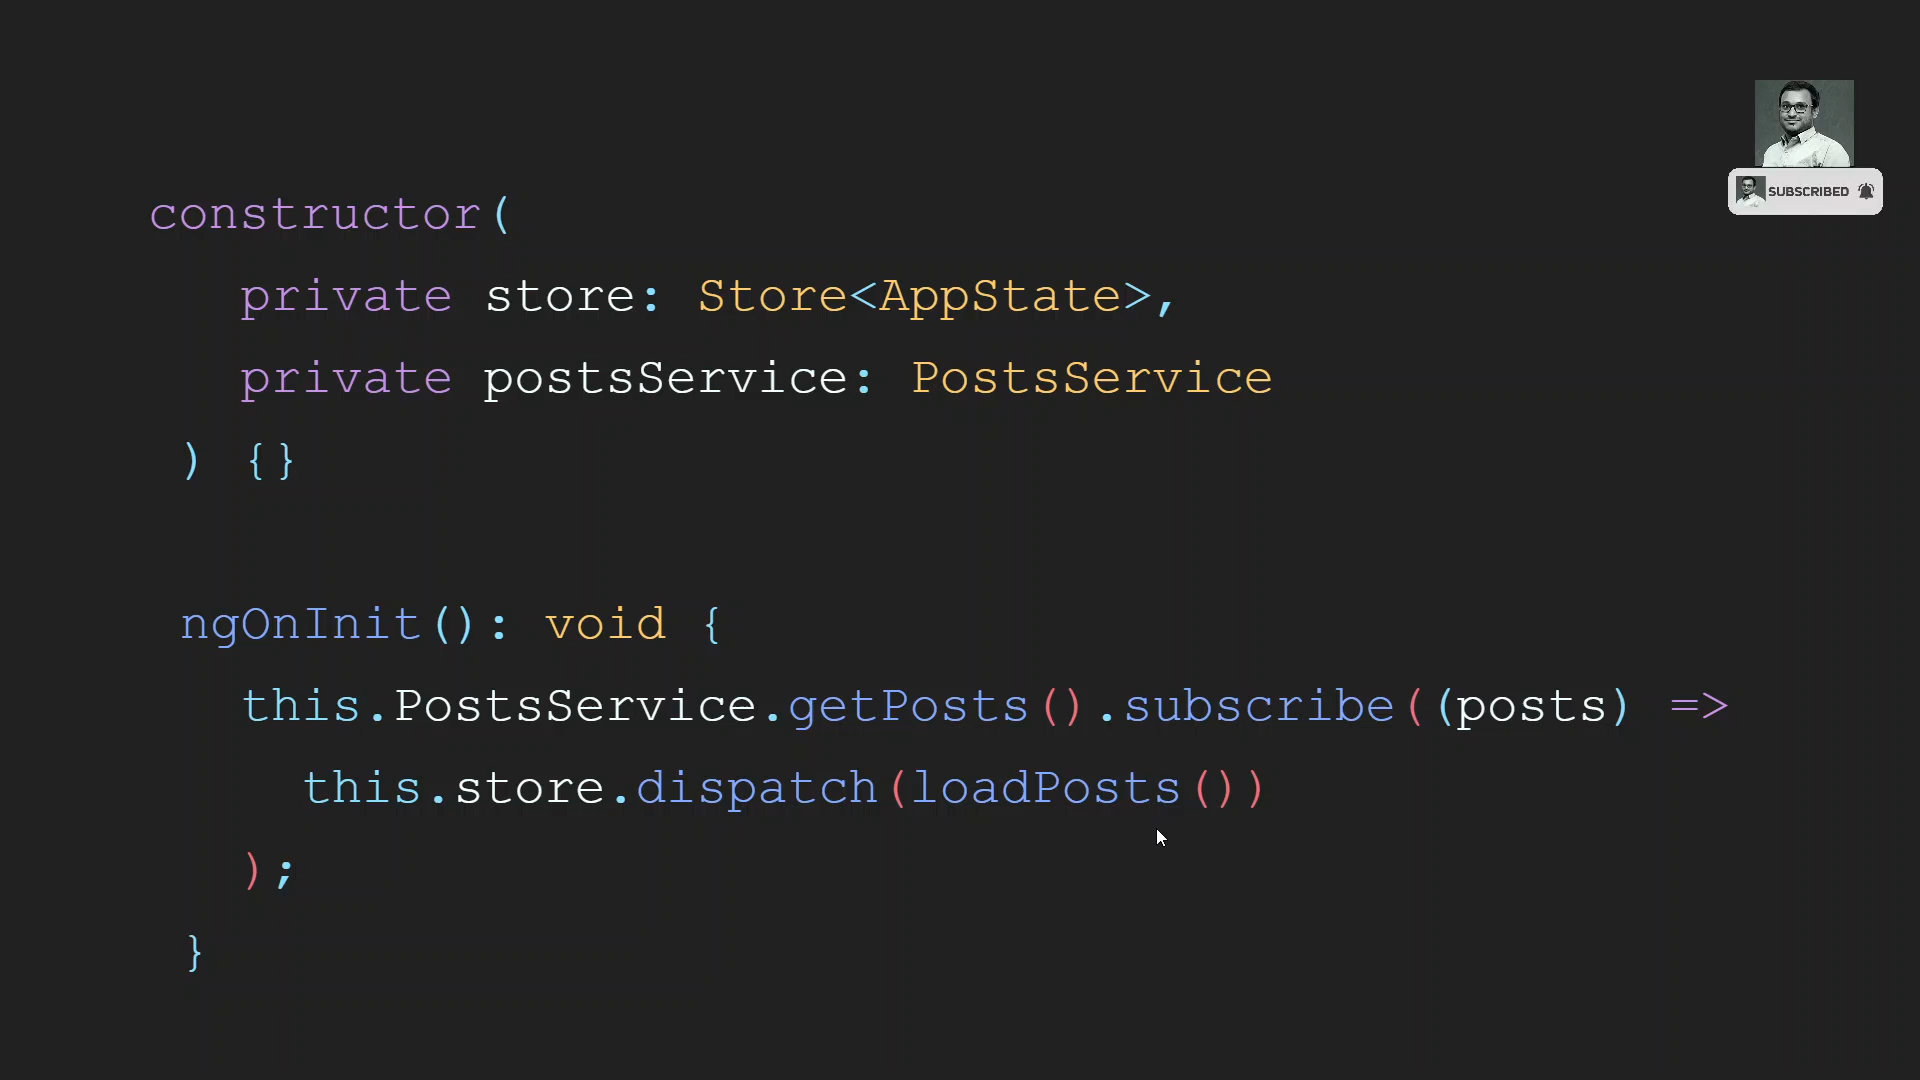 constructor(
private store: Store<AppState>,
private postsService: PostsService
) {}
ngOnInit(): void {
this.PostsService.getPosts().subscribe((posts) =>
this.store.dispatch(loadPosts())
);
}
SUBSCRIBED